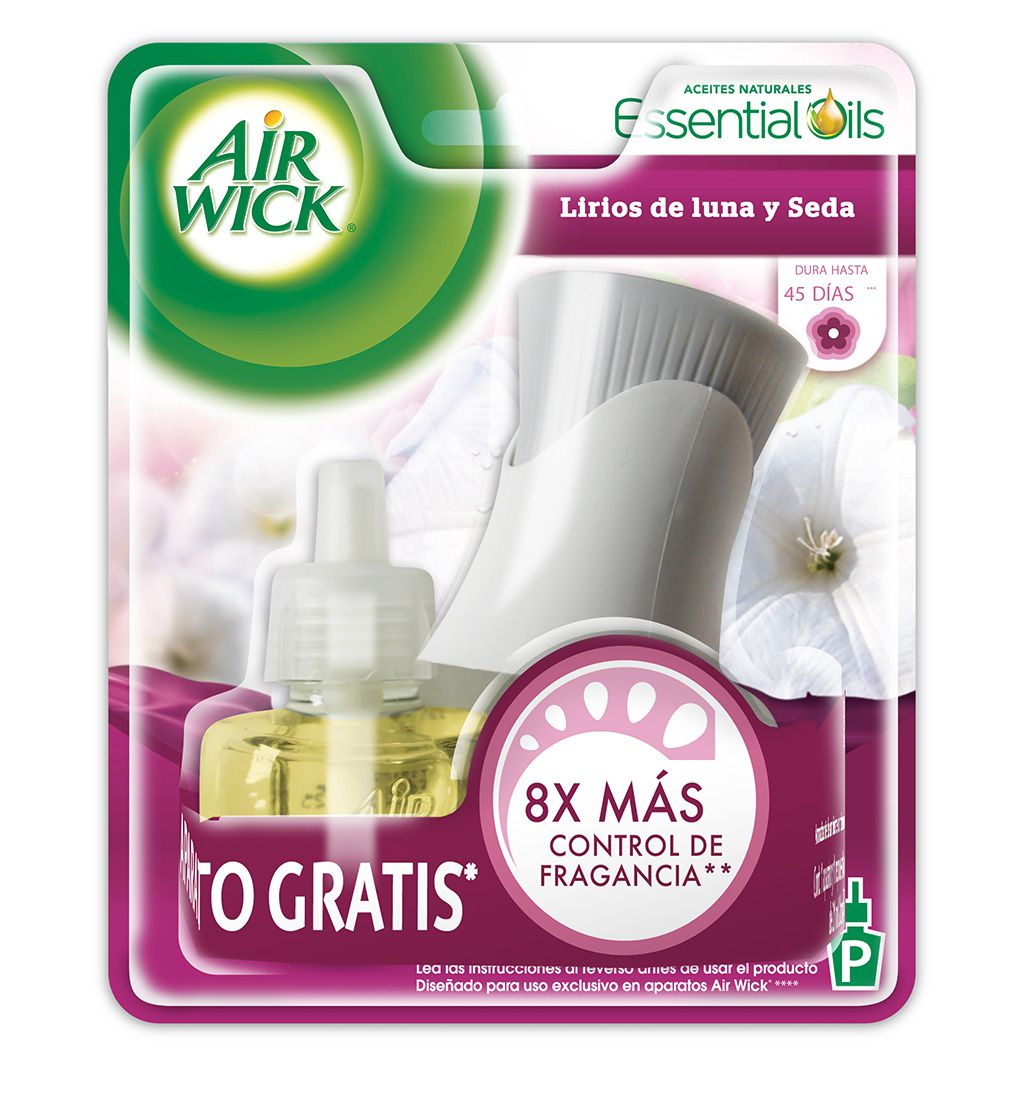 AIR
WICK®
ACEITES NATURALES
Essential Oils
Lirios de luna y Seda
DURA HASTA
45 DÍAS ***
8X MÁS
CONTROL DE
FRAGANCIA**
APARATO GRATIS*
Lea las instrucciones al reverso antes de usar el producto
Diseñado para uso exclusivo en aparatos Air Wick* ****
P